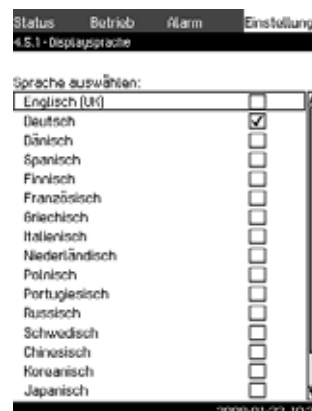 Status Betrieb Alarm Einstellung
4.5.1 - Displaysprache
Sprache auswählen:
Englisch (UK)
Deutsch
Dänisch
Spanisch
Finnisch
Französisch
Griechisch
Italienisch
Niederländisch
Polnisch
Portugiesisch
Russisch
Schwedisch
Chinesisch
Koreanisch
Japanisch